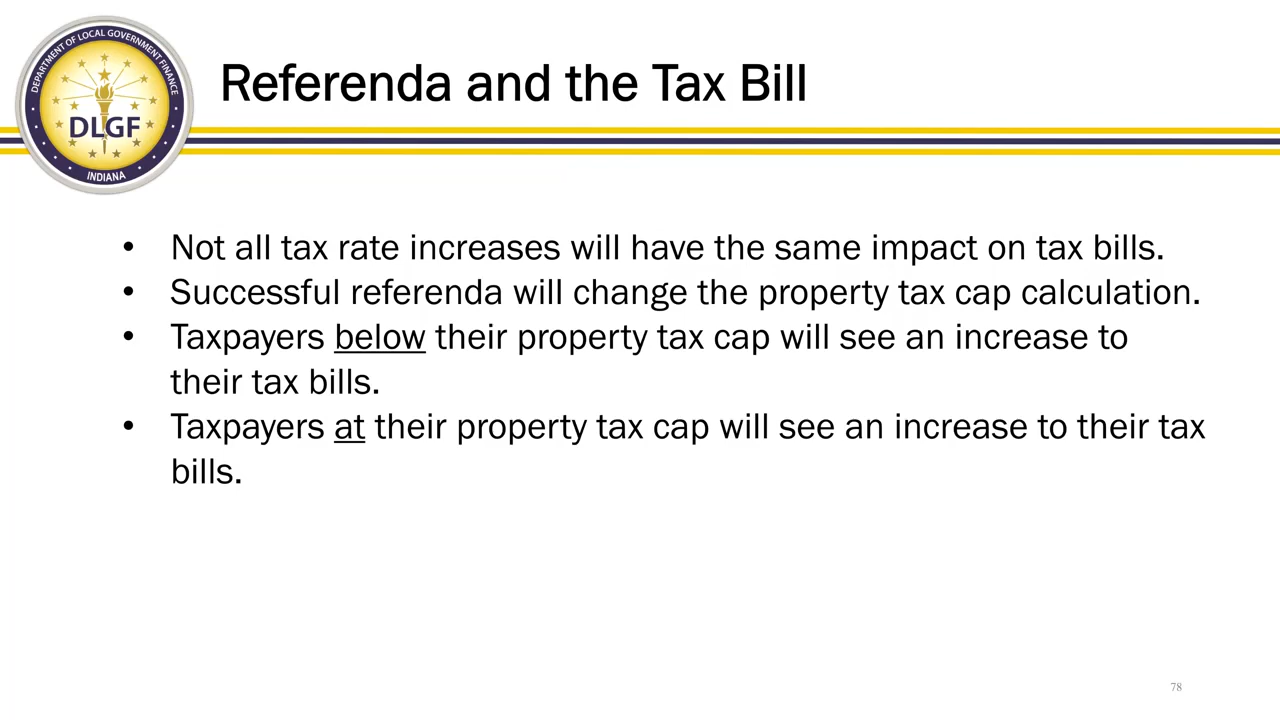 DEPARTMENT OF LOCAL GOVERNMENT FINANCE
DLGF
INDIANA
Referenda and the Tax Bill
• Not all tax rate increases will have the same impact on tax bills.
• Successful referenda will change the property tax cap calculation.
• Taxpayers below their property tax cap will see an increase to
their tax bills.
• Taxpayers at their property tax cap will see an increase to their tax
bills.
78